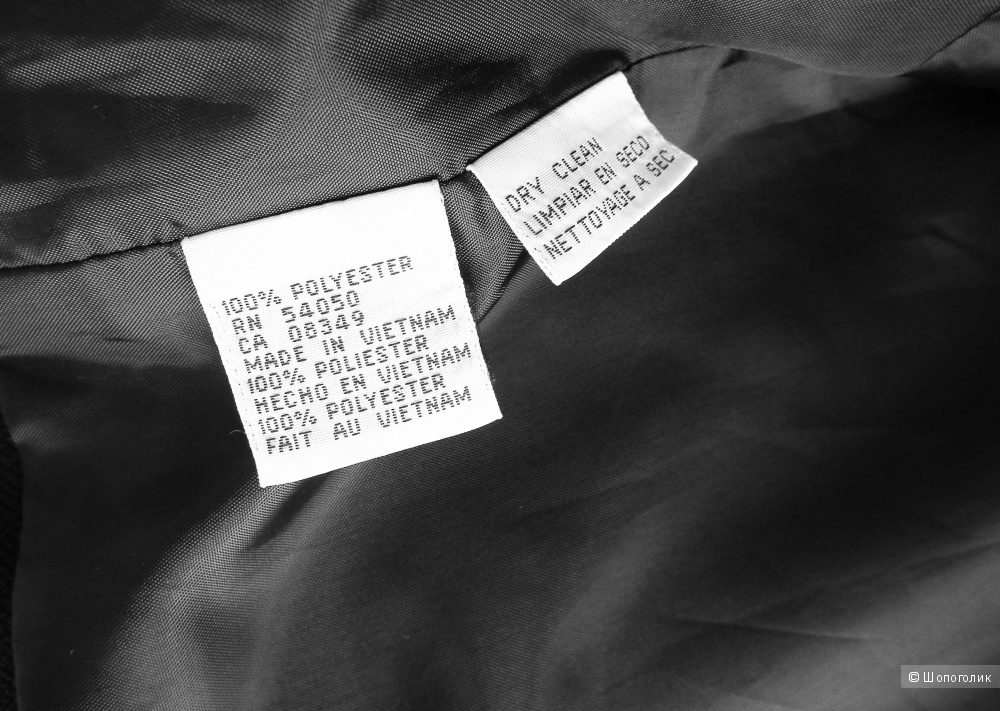 100% POLYESTER
RN 54050
CA 08349
MADE IN VIETNAM
100% POLIESTER
HECHO EN VIETNAM
100% POLYESTER
FAIT AU VIETNAM
DRY CLEAN
LIMPIAR EN SECO
NETTOYAGE A SEC
© Шопоголик